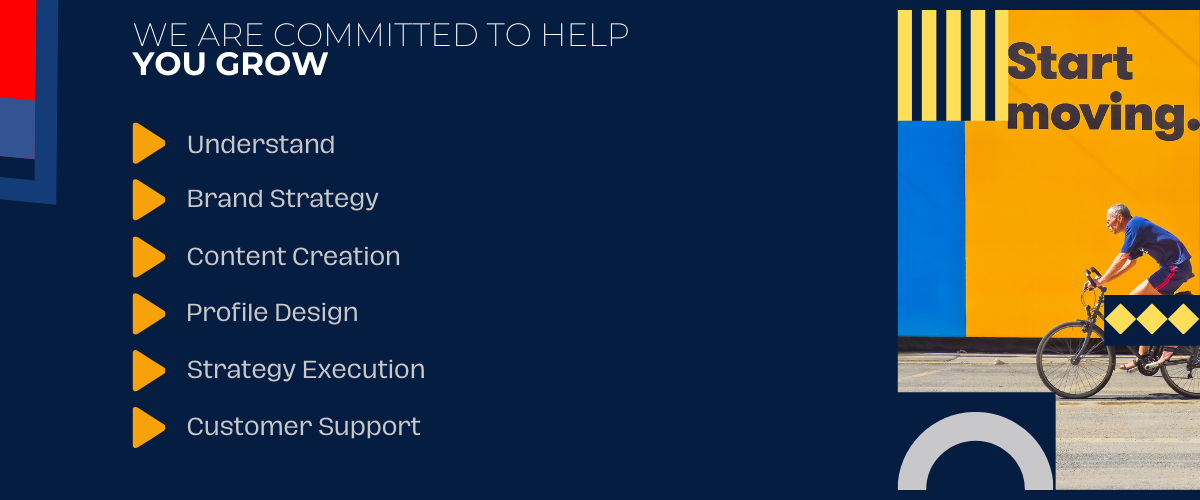 WE ARE COMMITTED TO HELP
YOU GROW
Understand
Brand Strategy
Content Creation
Profile Design
Strategy Execution
Customer Support
Start
moving.